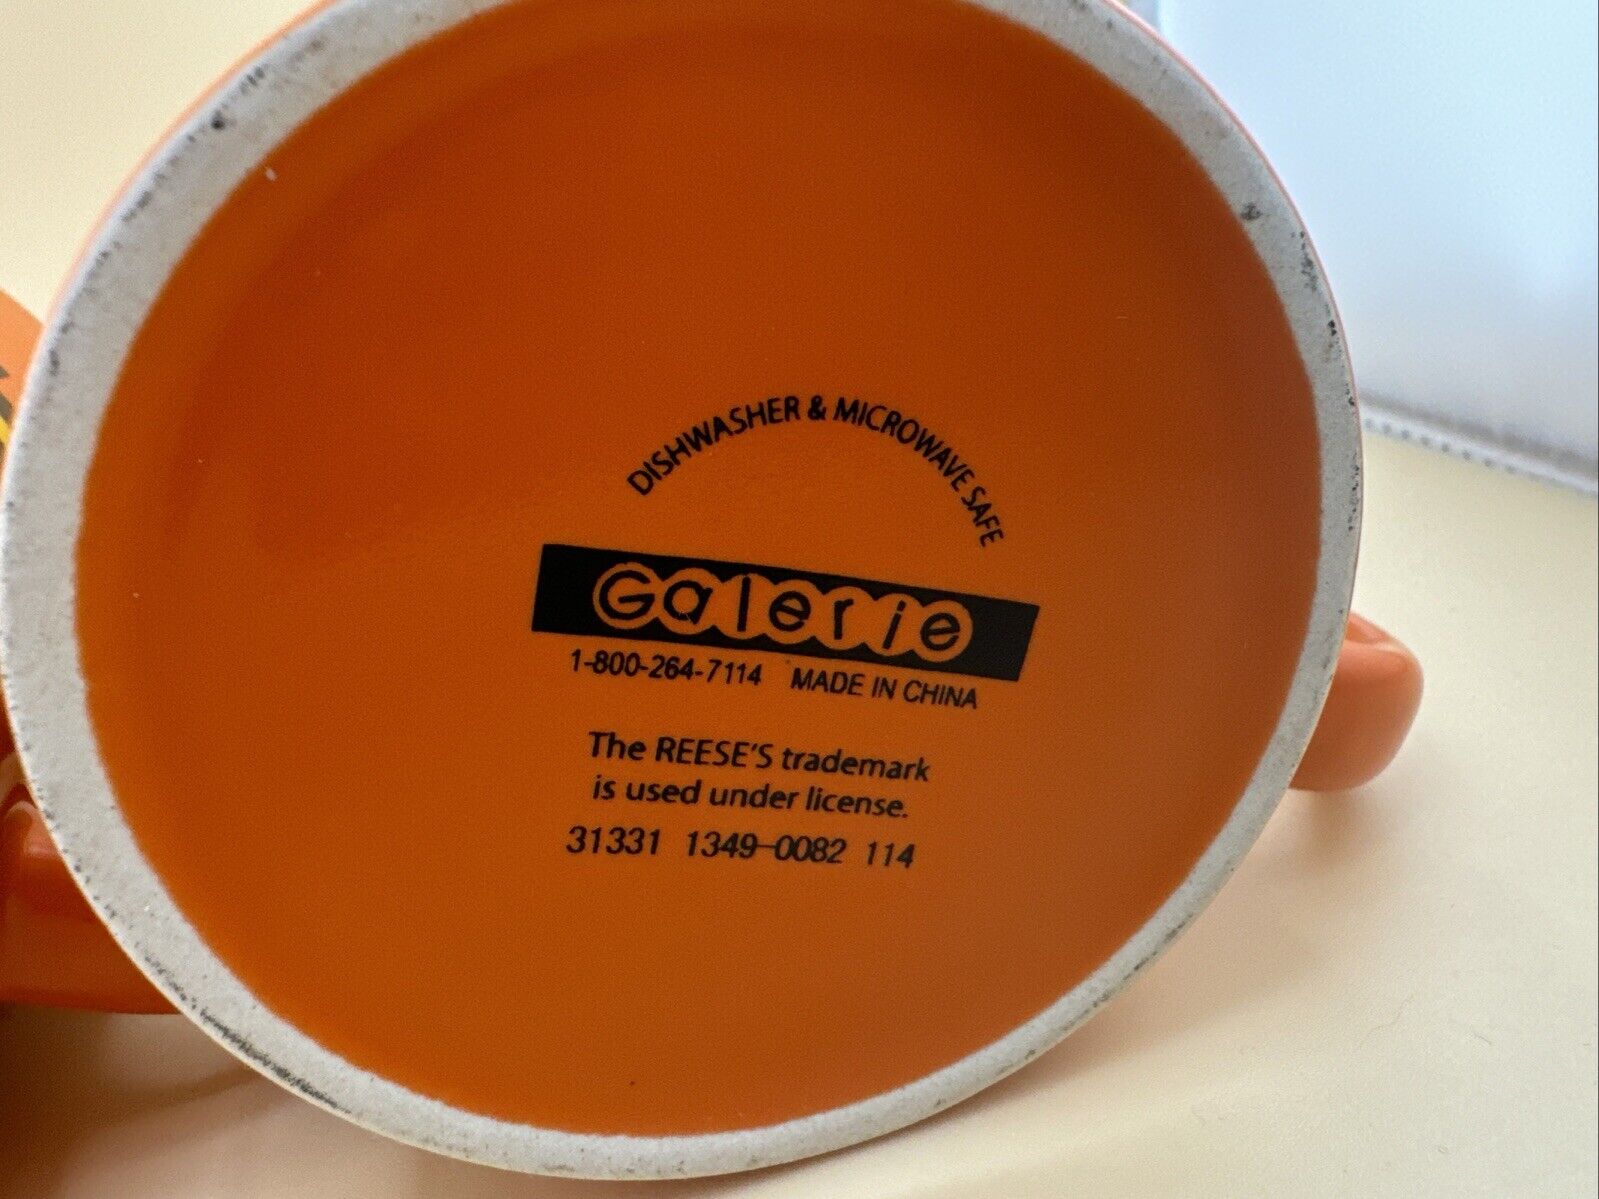 DISHWASHER & MICROWAVE SAFE
Galerie
1-800-264-7114 MADE IN CHINA
The REESE'S trademark
is used under license.
31331 1349-0082 114